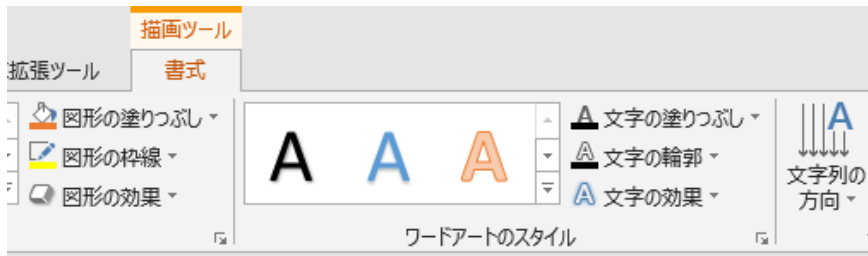 描画ツール
拡張ツール 書式
図形の塗りつぶし
図形の枠線
図形の効果
A A A
A 文字の塗りつぶし
A 文字の輪郭
A 文字の効果
ワードアートのスタイル
A
文字列の
方向